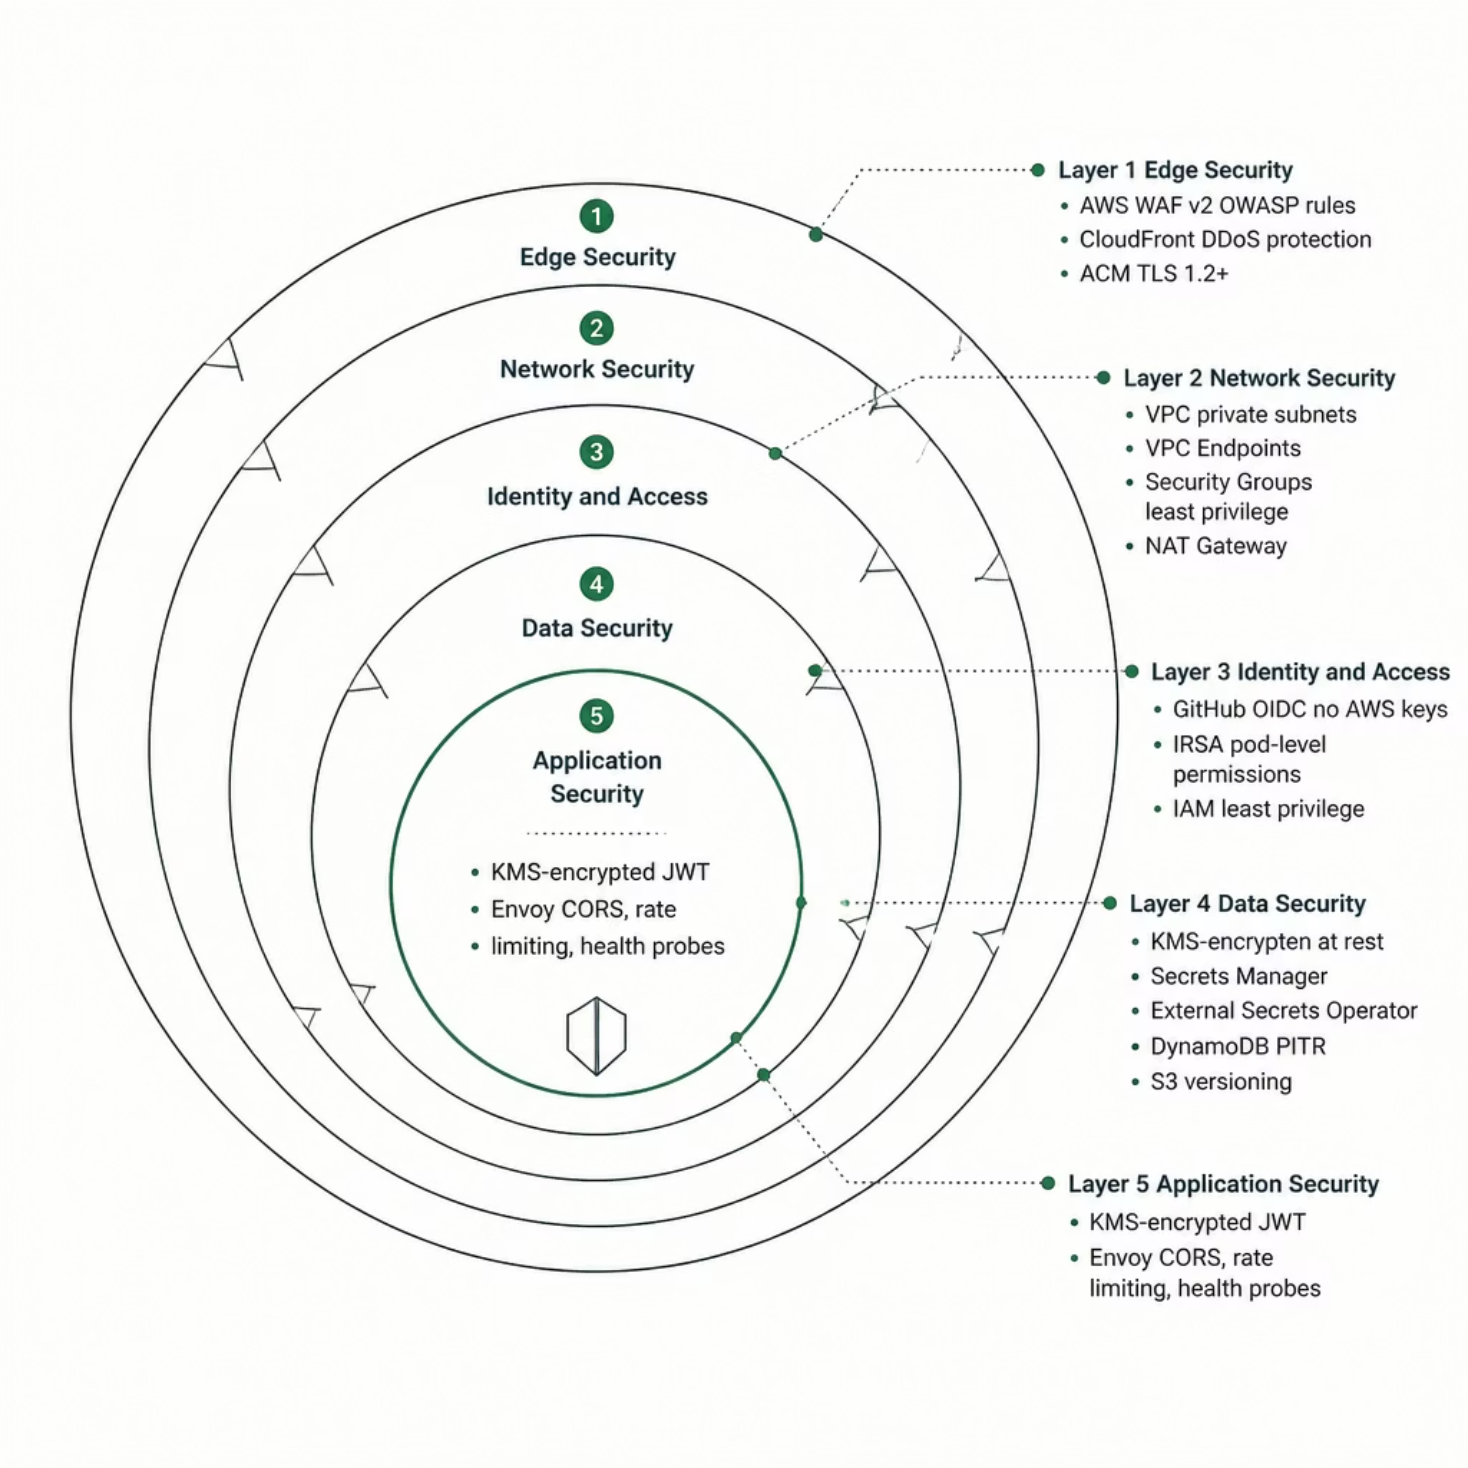 1
Edge Security
2
Network Security
3
Identity and Access
4
Data Security
5
Application
Security
• KMS-encrypted JWT
• Envoy CORS, rate
• limiting, health probes
Layer 1 Edge Security
• AWS WAF v2 OWASP rules
• CloudFront DDoS protection
• ACM TLS 1.2+
Layer 2 Network Security
• VPC private subnets
• VPC Endpoints
• Security Groups
least privilege
• NAT Gateway
Layer 3 Identity and Access
• GitHub OIDC no AWS keys
• IRSA pod-level
permissions
• IAM least privilege
Layer 4 Data Security
• KMS-encrypten at rest
• Secrets Manager
• External Secrets Operator
• DynamoDB PITR
• S3 versioning
Layer 5 Application Security
• KMS-encrypted JWT
• Envoy CORS, rate
limiting, health probes